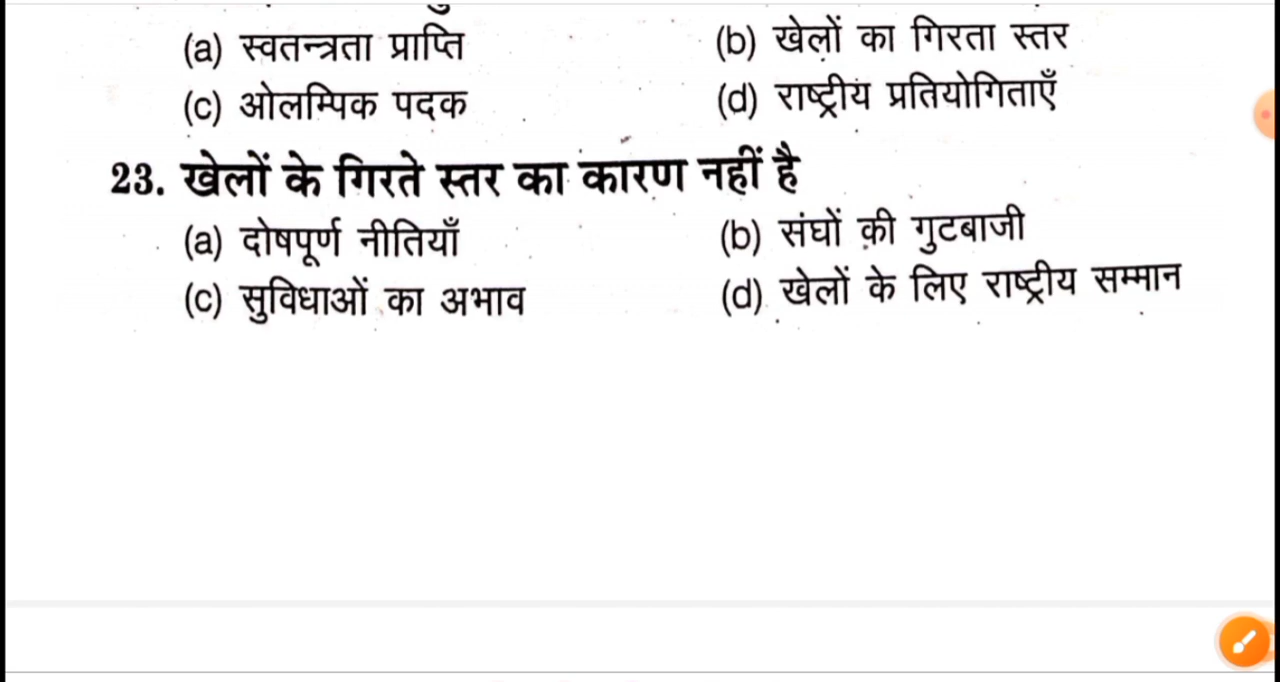 (a) स्वतन्त्रता प्राप्ति (b) खेलों का गिरता स्तर
(c) ओलम्पिक पदक (d) राष्ट्रीय प्रतियोगिताएँ
23. खेलों के गिरते स्तर का कारण नहीं है
(a) दोषपूर्ण नीतियाँ (b) संघों की गुटबाजी
(c) सुविधाओं का अभाव (d) खेलों के लिए राष्ट्रीय सम्मान